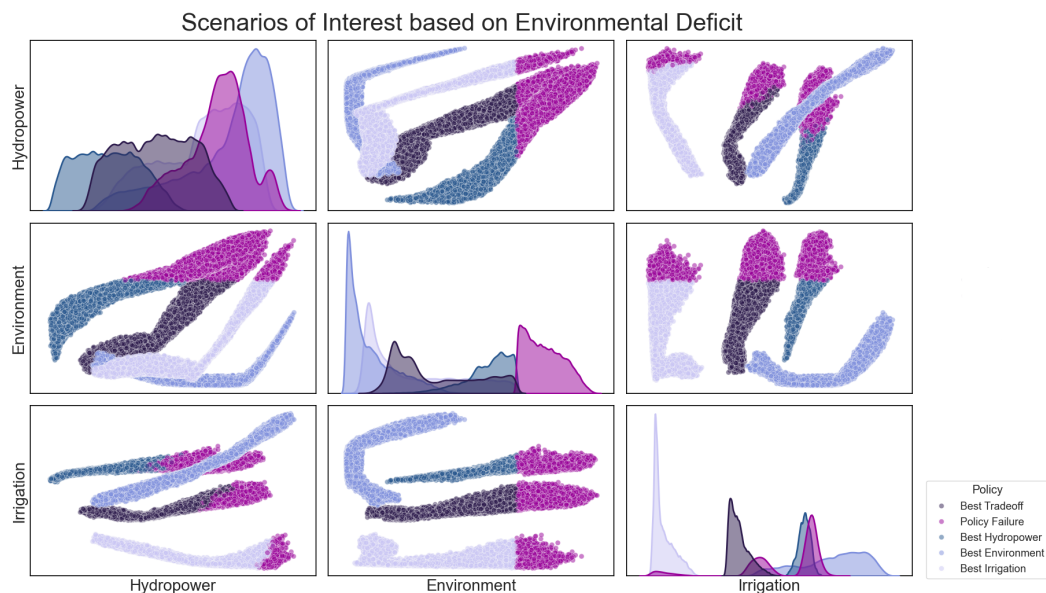 Scenarios of Interest based on Environmental Deficit
Hydropower
Environment
Irrigation
Hydropower
Environment
Irrigation
Policy
Best Tradeoff
Policy Failure
Best Hydropower
Best Environment
Best Irrigation